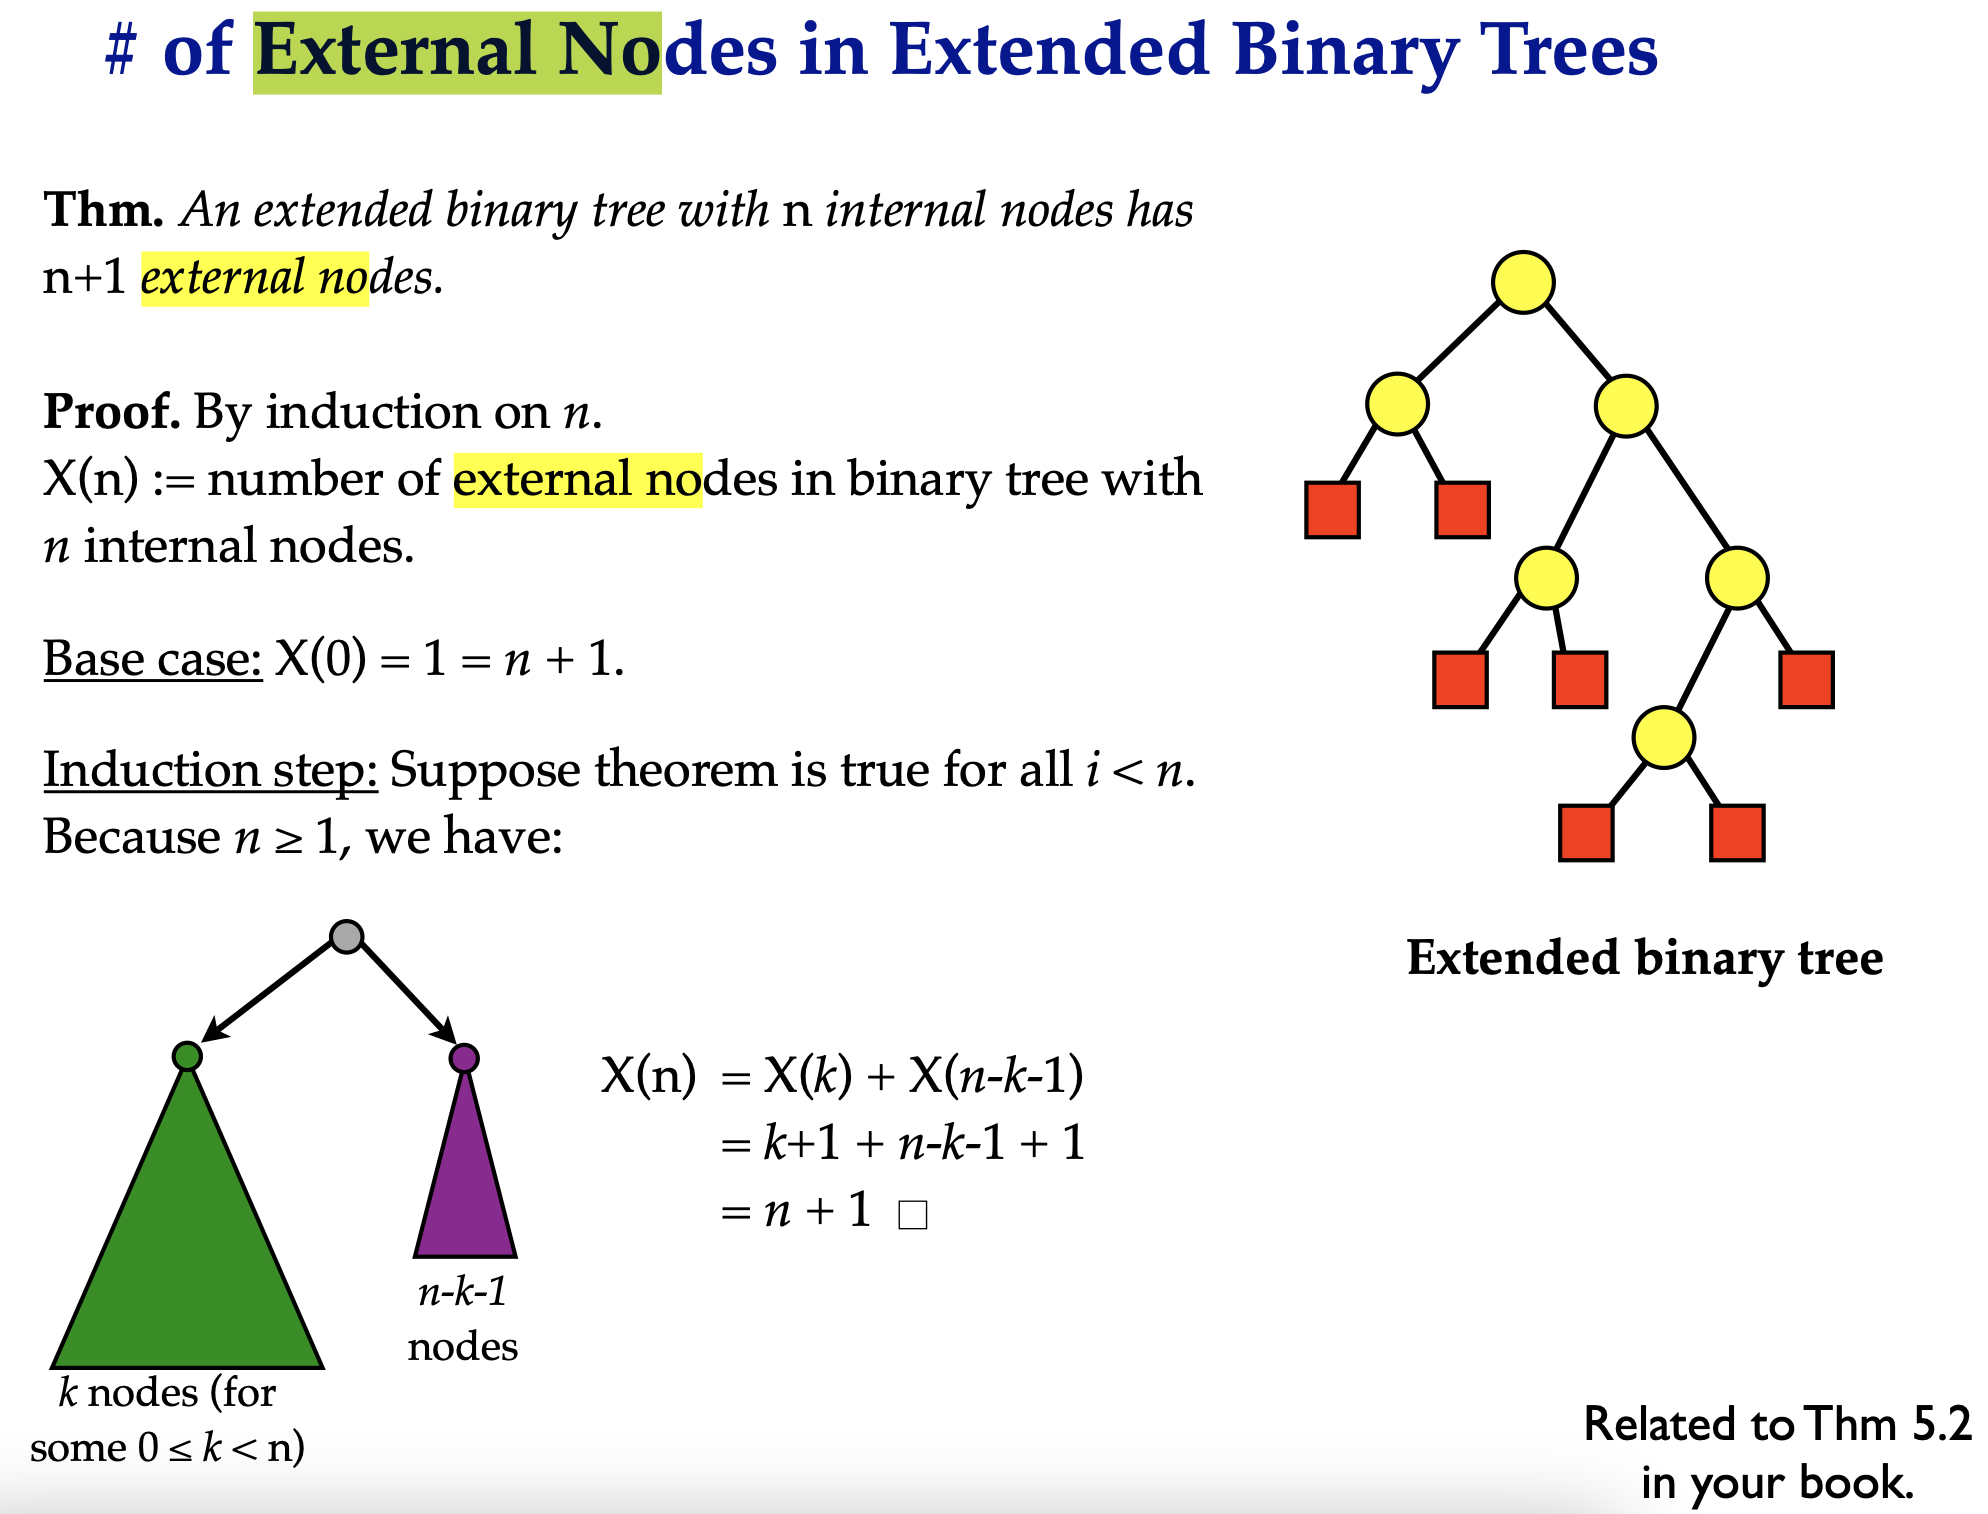 # of External Nodes in Extended Binary Trees
Thm. An extended binary tree with n internal nodes has
n+1 external nodes.
Proof. By induction on n.
X(n) := number of external nodes in binary tree with
n internal nodes.
Base case: X(0) = 1 = n + 1.
Induction step: Suppose theorem is true for all i < n.
Because n ≥ 1, we have:
Extended binary tree
X(n) = X(k) + X(n-k-1)
= k+1 + n-k-1 + 1
= n + 1 □
n-k-1
nodes
k nodes (for
some 0 ≤ k < n)
Related to Thm 5.2
in your book.